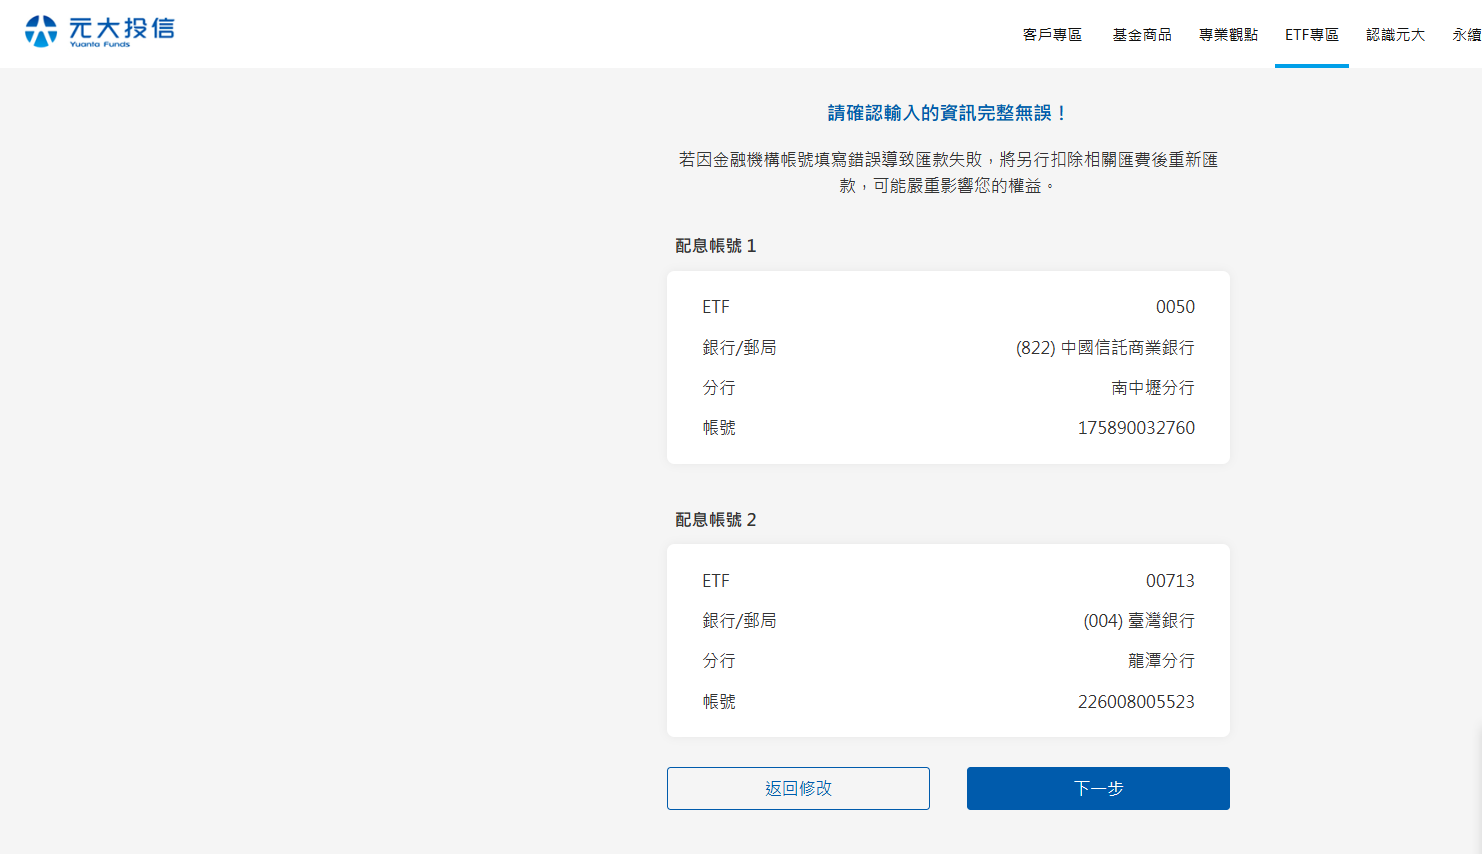 元大投信
Yuanta Funds
客戶專區 基金商品 專業觀點 ETF專區 認識元大 永續
請確認輸入的資訊完整無誤！
若因金融機構帳號填寫錯誤導致匯款失敗，將另行扣除相關匯費後重新匯
款，可能嚴重影響您的權益。
配息帳號 1
ETF 0050
銀行/郵局 (822) 中國信託商業銀行
分行 南中壢分行
帳號 175890032760
配息帳號 2
ETF 00713
銀行/郵局 (004) 臺灣銀行
分行 龍潭分行
帳號 226008005523
返回修改 下一步